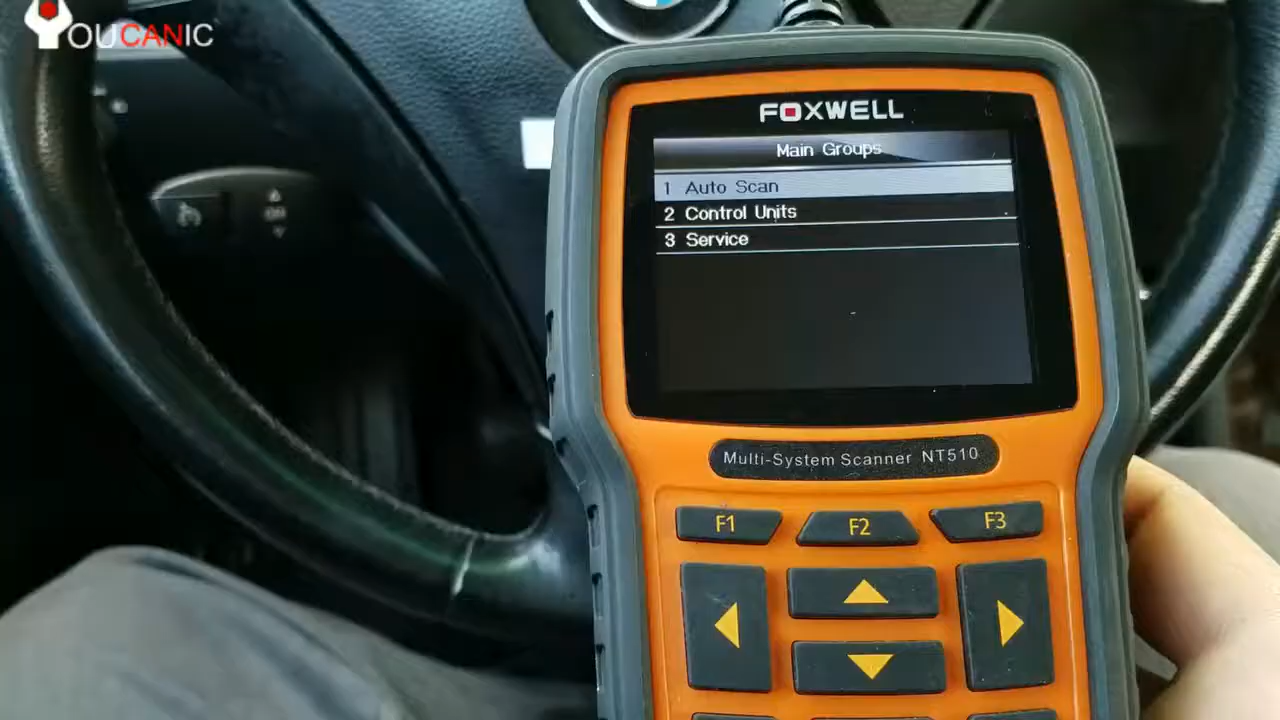 YOUCANIC
FOXWELL
Main Groups
1 Auto Scan
2 Control Units
3 Service
Multi-System Scanner NT510
F1 F2 F3